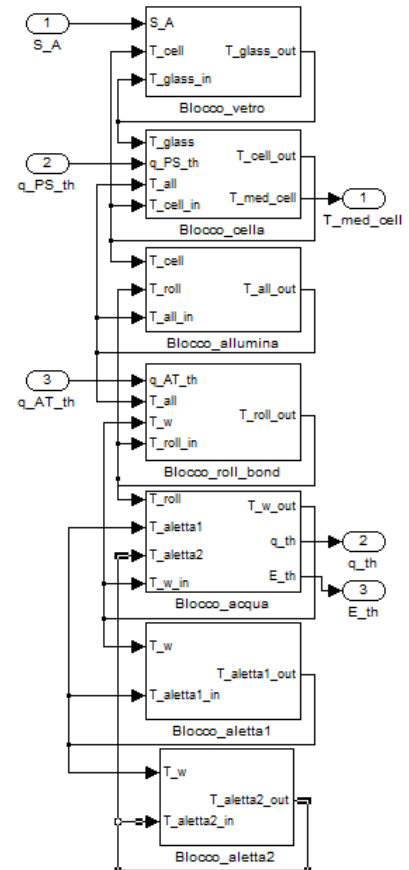 1
S_A
S_A
T_cell
T_glass_in
T_glass_out
Blocco_vetro
2
q_PS_th
T_glass
q_PS_th
T_all
T_cell_in
T_cell_out
T_med_cell
Blocco_cella
1
T_med_cell
T_cell
T_roll
T_all_in
T_all_out
Blocco_allumina
3
q_AT_th
q_AT_th
T_all
T_w
T_roll_in
T_roll_out
Blocco_roll_bond
T_roll
T_aletta1
T_aletta2
T_w_in
T_w_out
q_th
E_th
Blocco_acqua
2
q_th
3
E_th
T_w
T_aletta1_in
T_aletta1_out
Blocco_aletta1
T_w
T_aletta2_in
T_aletta2_out
Blocco_aletta2